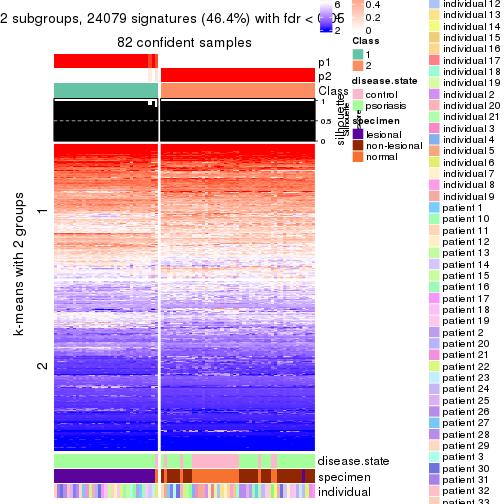 2 subgroups, 24079 signatures (46.4%) with fdr < 0.05
82 confident samples
p1
p2
Class
1
0.5
0
silhouette
k-means with 2 groups
1
2
disease.state
specimen
individual
6
2
0.4
0
Class
1
2
disease.state
control
psoriasis
specimen
lesional
non-lesional
normal
individual 12
individual 13
individual 14
individual 15
individual 16
individual 17
individual 18
individual 19
individual 2
individual 20
individual 21
individual 3
individual 4
individual 5
individual 6
individual 7
individual 8
individual 9
patient 1
patient 10
patient 11
patient 12
patient 13
patient 14
patient 15
patient 16
patient 17
patient 18
patient 19
patient 2
patient 20
patient 21
patient 22
patient 23
patient 24
patient 25
patient 26
patient 27
patient 28
patient 29
patient 3
patient 30
patient 31
patient 32
patient 33